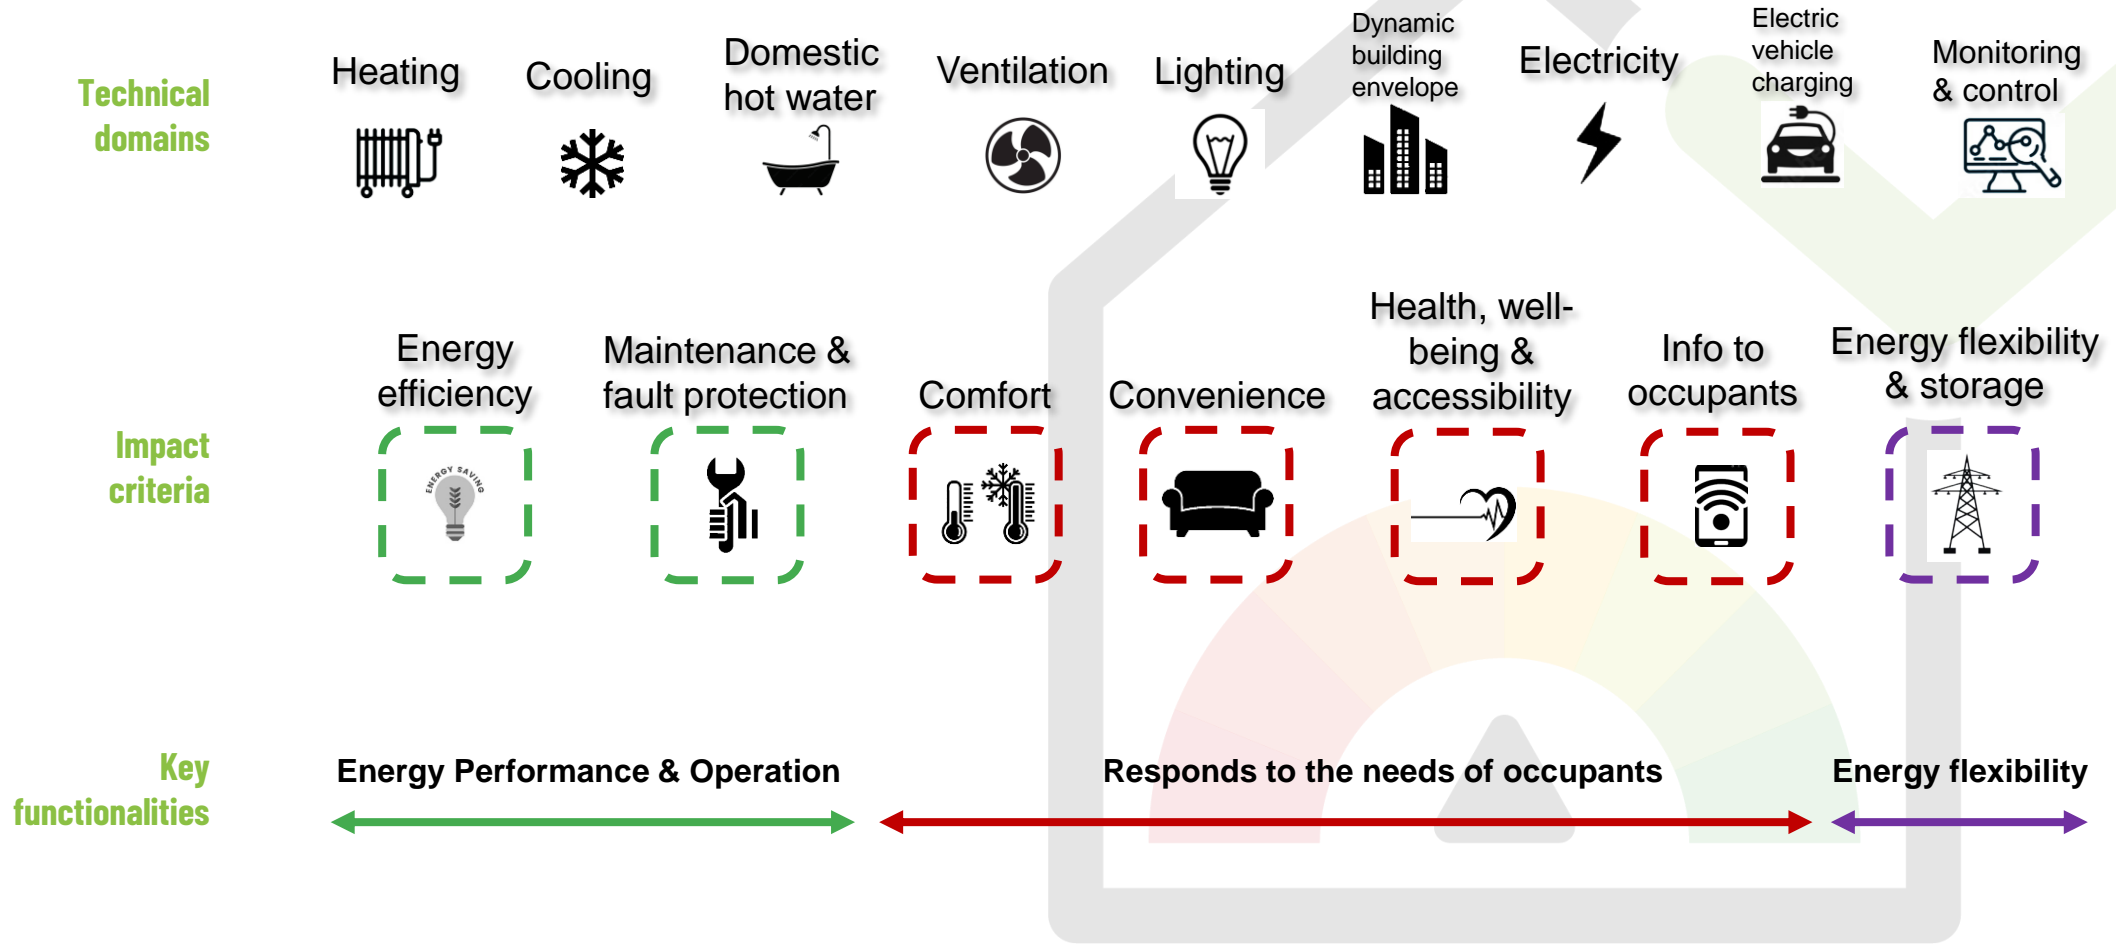 Technical
domains
Heating
Cooling
Domestic
hot water
Ventilation
Lighting
Dynamic
building
envelope
Electricity
Electric
vehicle
charging
Monitoring
& control
Impact
criteria
Energy
efficiency
Maintenance &
fault protection
Comfort
Convenience
Health, well-
being &
accessibility
Info to
occupants
Energy flexibility
& storage
ENERGY SAVING
Key
functionalities
Energy Performance & Operation
Responds to the needs of occupants
Energy flexibility